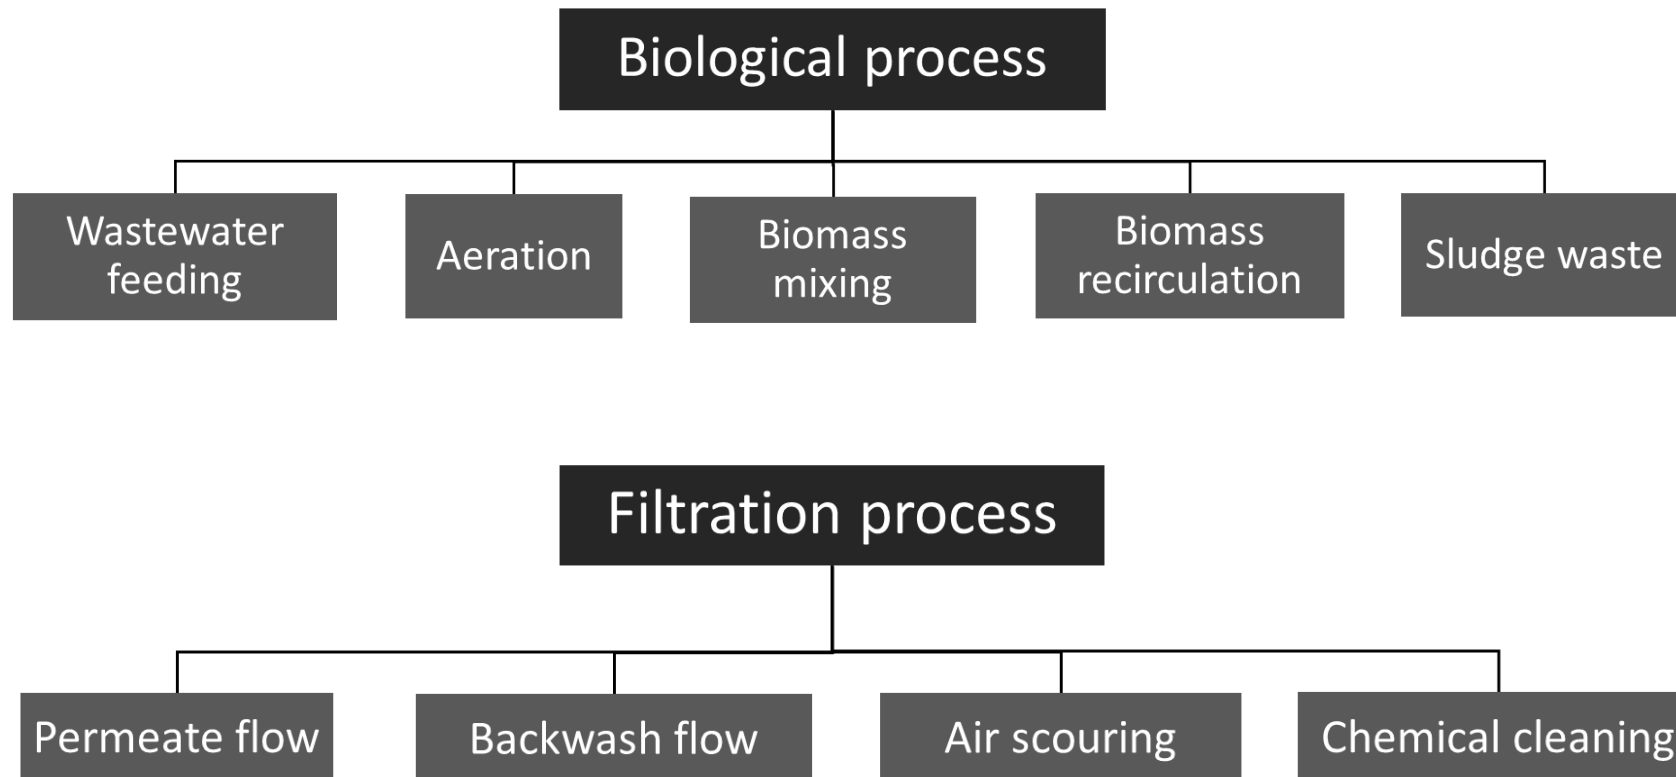 Biological process
Wastewater
feeding
Aeration
Biomass
mixing
Biomass
recirculation
Sludge waste
Filtration process
Permeate flow
Backwash flow
Air scouring
Chemical cleaning